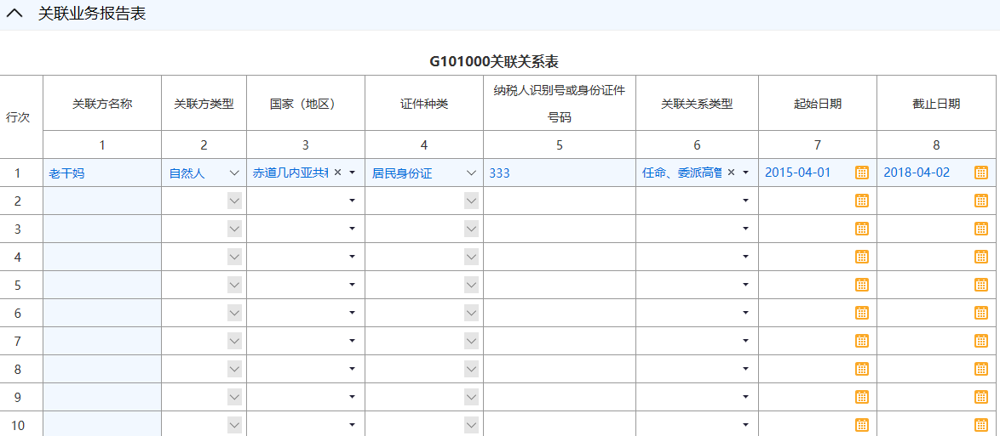 关联业务报告表
G101000关联关系表
行次 关联方名称 关联方类型 国家（地区） 证件种类 纳税人识别号或身份证件号码 关联关系类型 起始日期 截止日期
1 2 3 4 5 6 7 8
1 老干妈 自然人 赤道几内亚共和 居民身份证 333 任命、委派高管 2015-04-01 2018-04-02
2
3
4
5
6
7
8
9
10